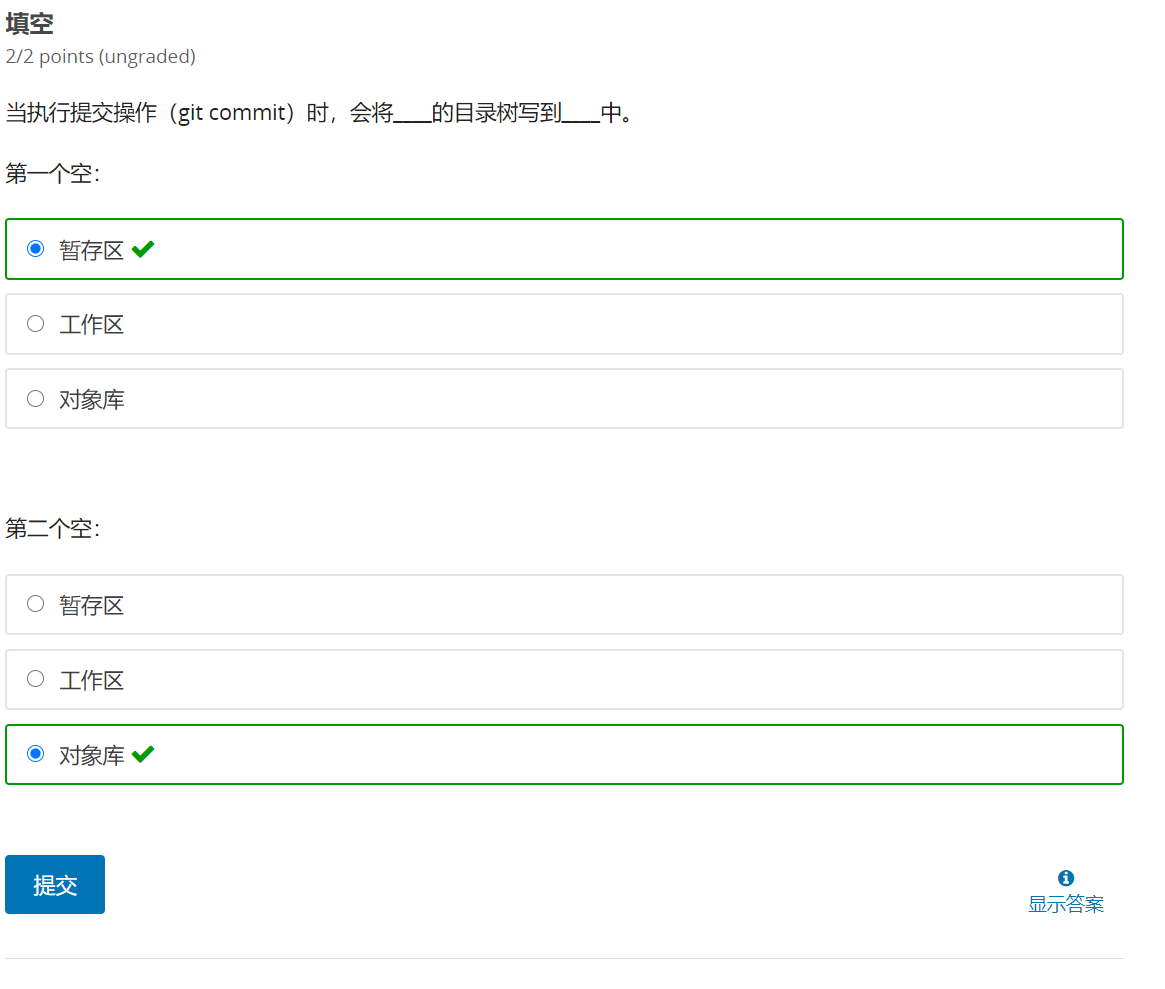 填空
2/2 points (ungraded)
当执行提交操作（git commit）时，会将____的目录树写到____中。
第一个空：
暂存区
工作区
对象库
第二个空：
暂存区
工作区
对象库
提交
显示答案